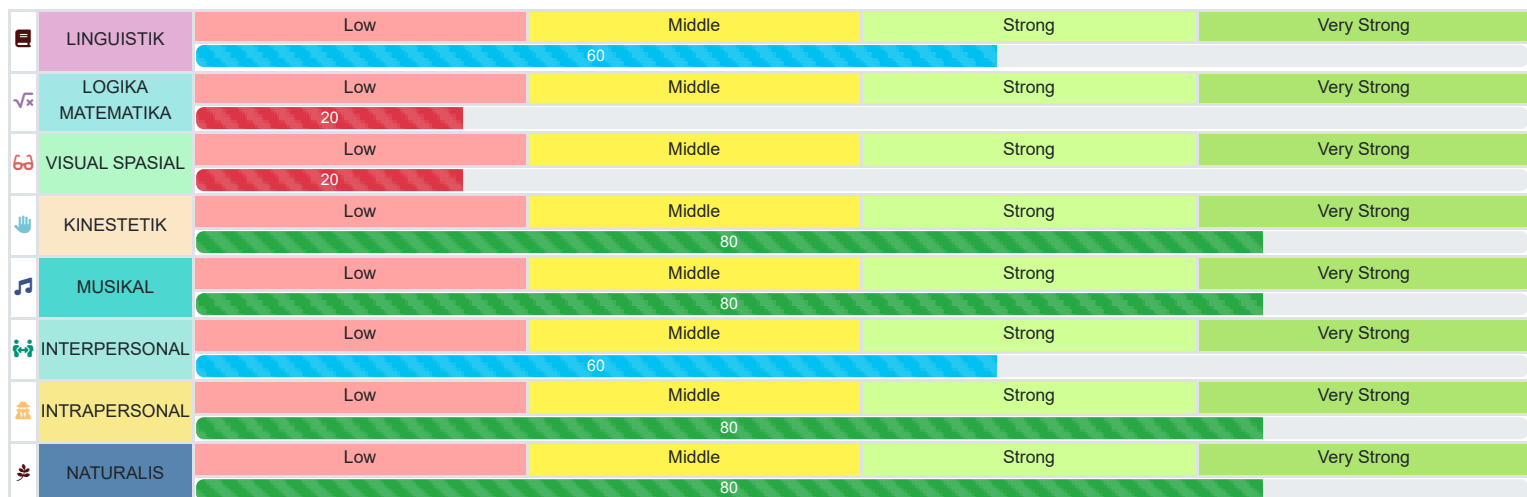 LINGUISTIK
Low Middle Strong Very Strong
60
LOGIKA
MATEMATIKA
Low Middle Strong Very Strong
20
VISUAL SPASIAL
Low Middle Strong Very Strong
20
KINESTETIK
Low Middle Strong Very Strong
80
MUSIKAL
Low Middle Strong Very Strong
80
INTERPERSONAL
Low Middle Strong Very Strong
60
INTRAPERSONAL
Low Middle Strong Very Strong
80
NATURALIS
Low Middle Strong Very Strong
80